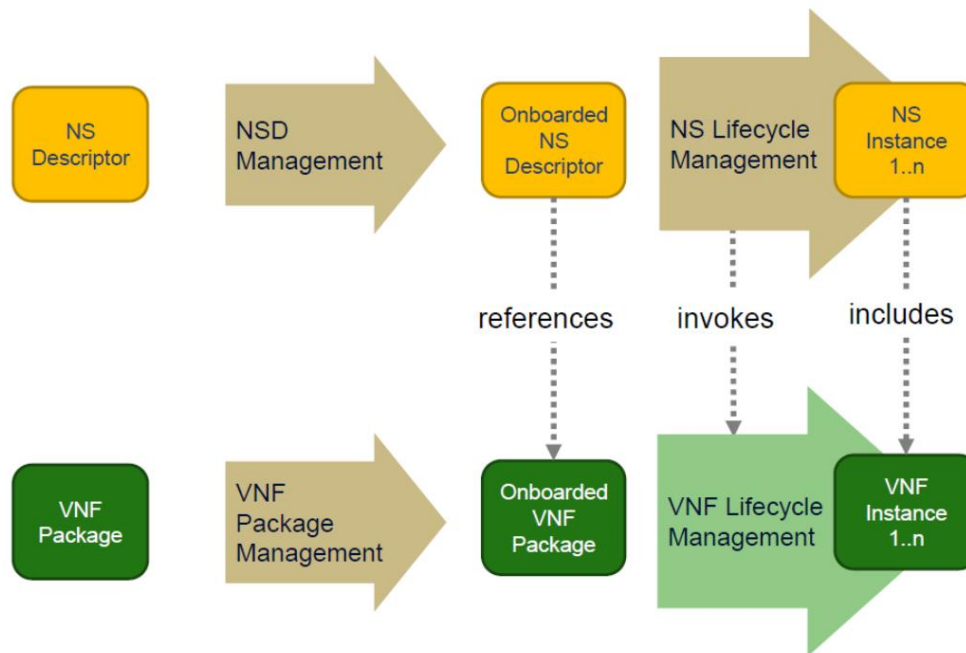 NS
Descriptor
NSD
Management
Onboarded
NS
Descriptor
NS Lifecycle
Management
NS
Instance
1..n
references
invokes
includes
VNF
Package
VNF
Package
Management
Onboarded
VNF
Package
VNF Lifecycle
Management
VNF
Instance
1..n